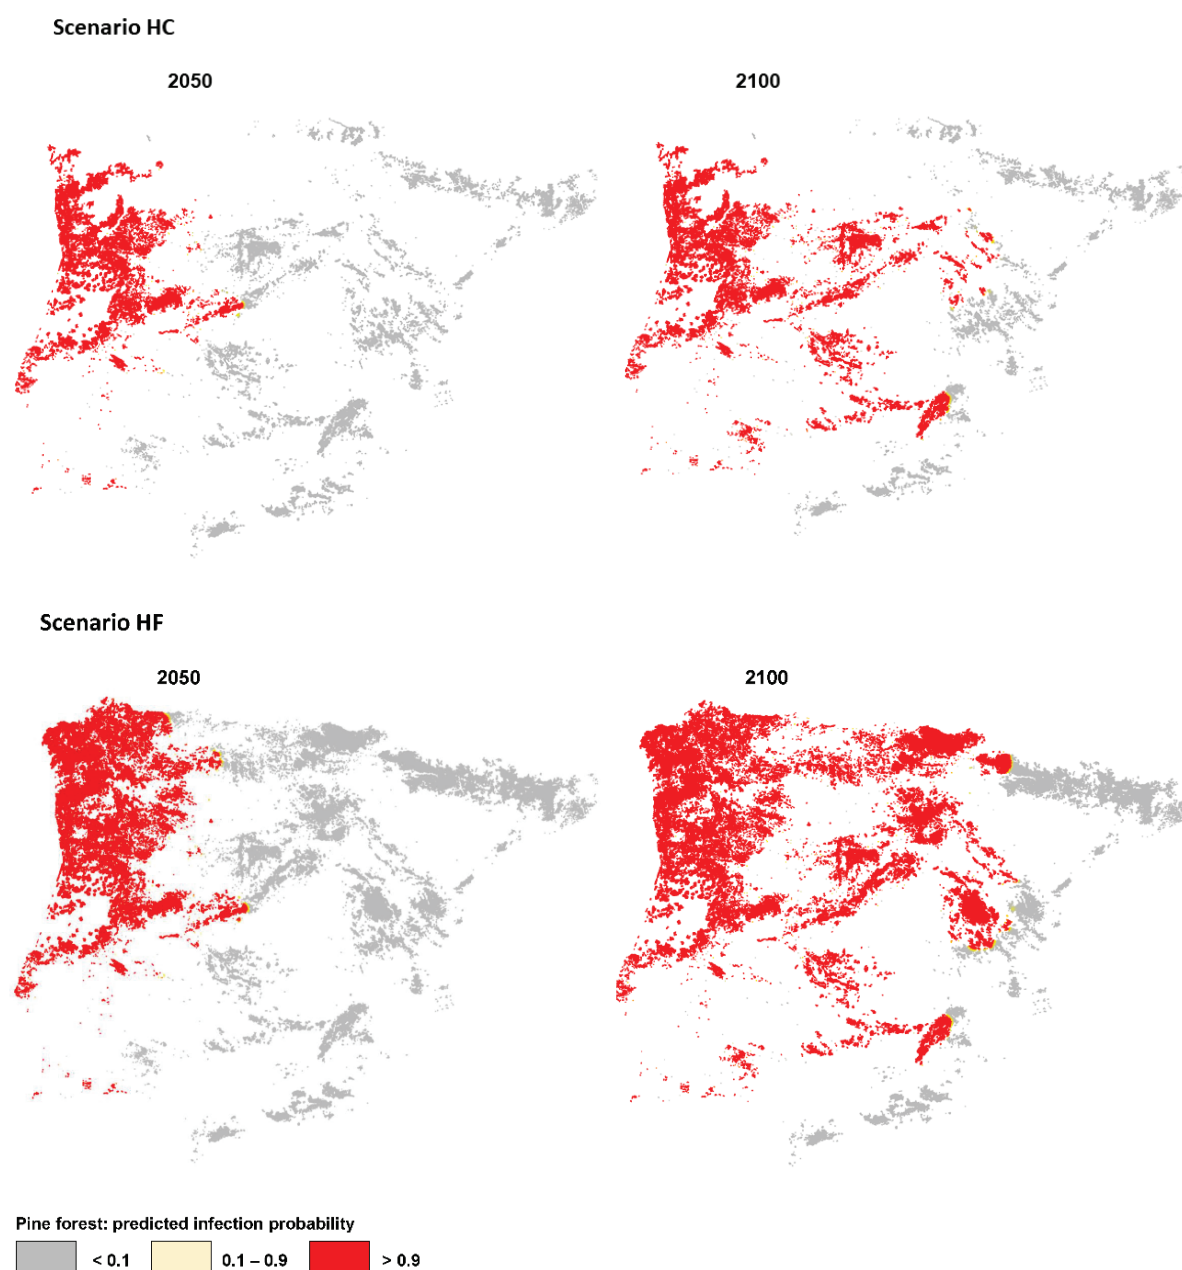 Scenario HC
2050 2100
Scenario HF
2050 2100
Pine forest: predicted infection probability
< 0.1 0.1 – 0.9 > 0.9